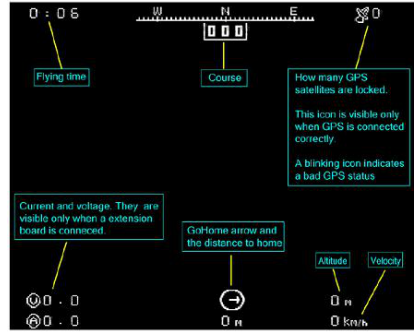 0:06
W N E
000
0
Flying time
Course
How many GPS
satellites are locked.
This icon is visible only
when GPS is connected
correctly.
A blinking icon indicates
a bad GPS status
Current and voltage. They are
visible only when a extension
board is conneced.
GoHome arrow and
the distance to home
Altitude
Velocity
V 0.0
A 0.0
0 M
0 M
0 KM/H